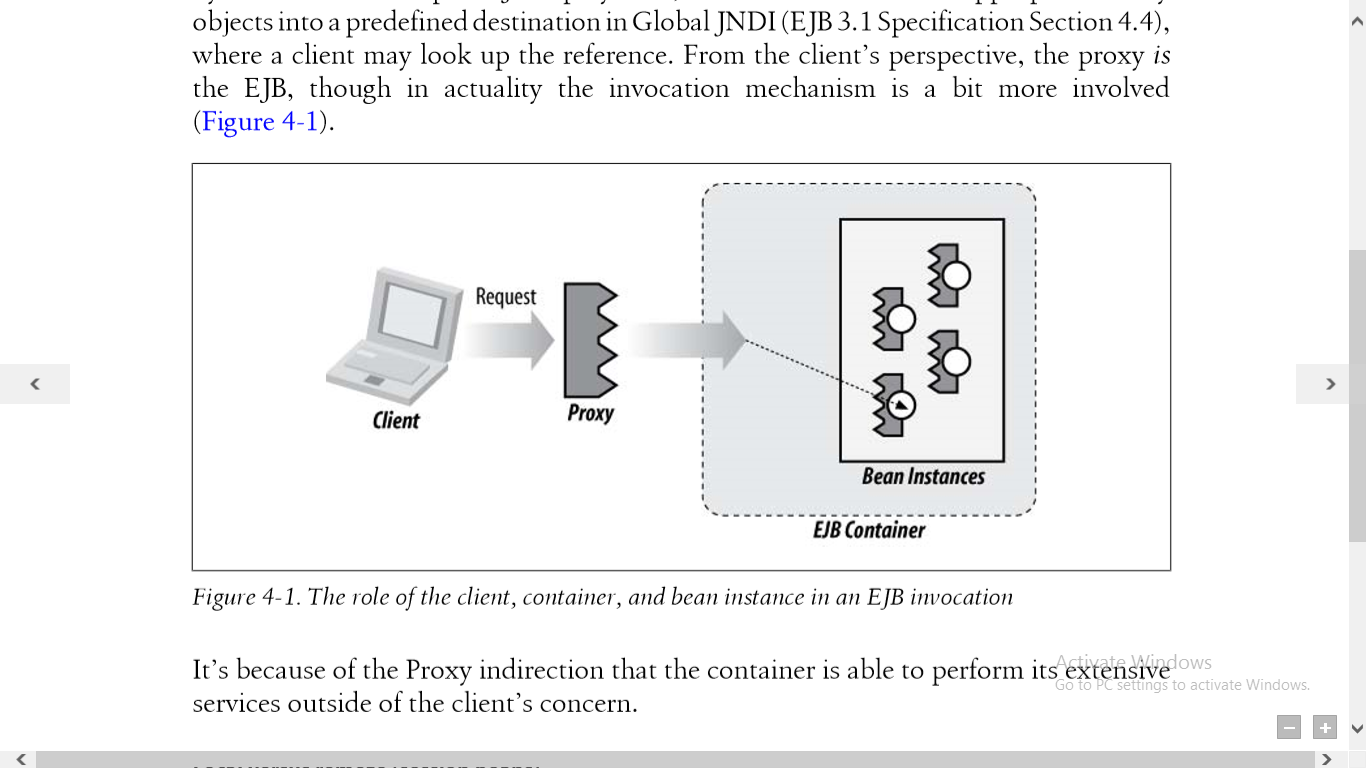 objects into a predefined destination in Global JNDI (EJB 3.1 Specification Section 4.4),
where a client may look up the reference. From the client’s perspective, the proxy is
the EJB, though in actuality the invocation mechanism is a bit more involved
(Figure 4-1).
Request
Client
Proxy
Bean Instances
EJB Container
Figure 4-1. The role of the client, container, and bean instance in an EJB invocation
It’s because of the Proxy indirection that the container is able to perform its extensive
services outside of the client’s concern.
Activate Windows
Go to PC settings to activate Windows.